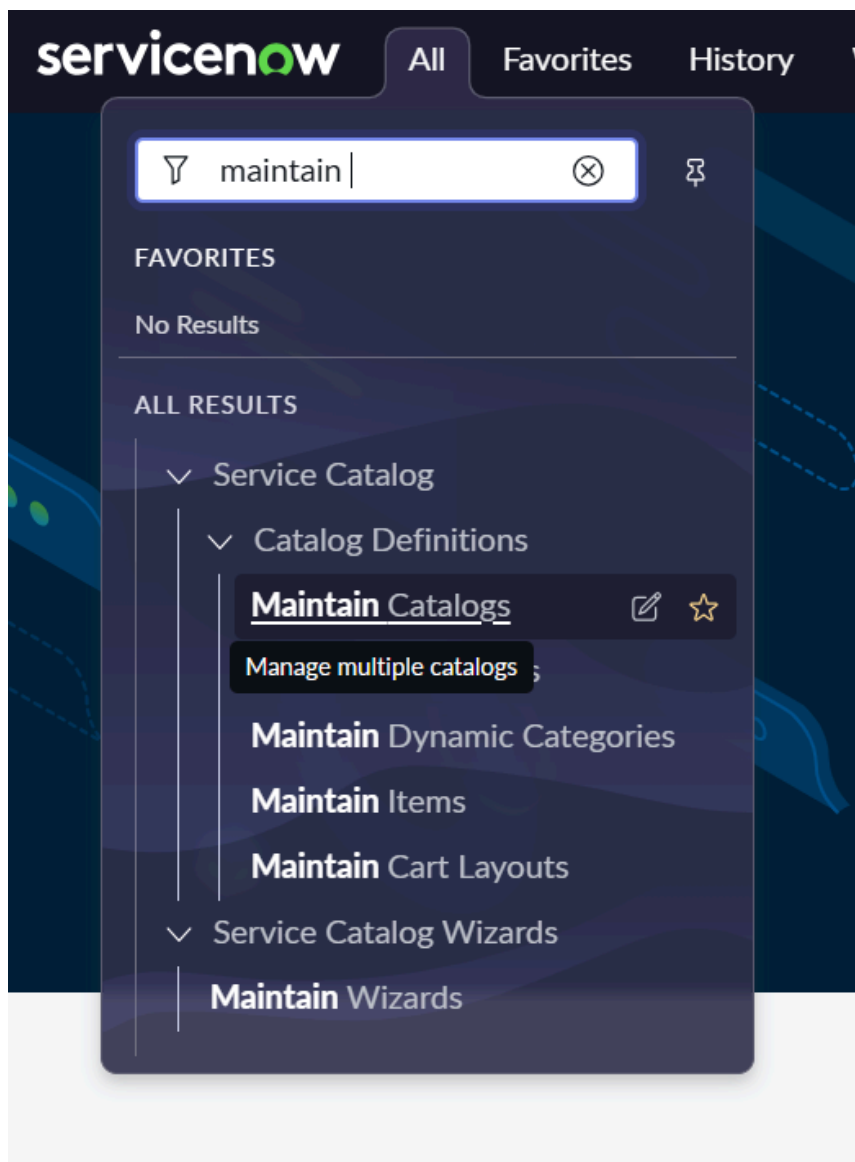 servicenow All Favorites History
maintain
FAVORITES
No Results
ALL RESULTS
Service Catalog
Catalog Definitions
Maintain Catalogs
Manage multiple catalogs
Maintain Dynamic Categories
Maintain Items
Maintain Cart Layouts
Service Catalog Wizards
Maintain Wizards